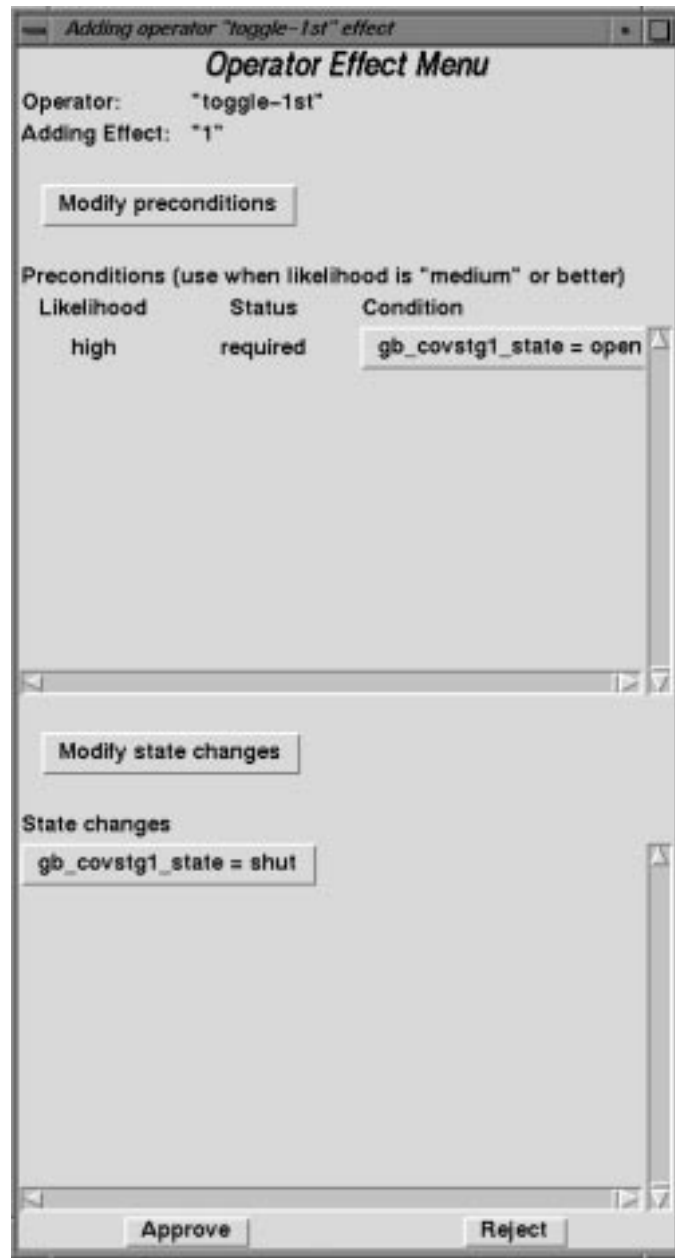 Adding operator "toggle-1st" effect
Operator Effect Menu
Operator: "toggle-1st"
Adding Effect: "1"
Modify preconditions
Preconditions (use when likelihood is "medium" or better)
Likelihood Status Condition
high required gb_covstg1_state = open
Modify state changes
State changes
gb_covstg1_state = shut
Approve Reject